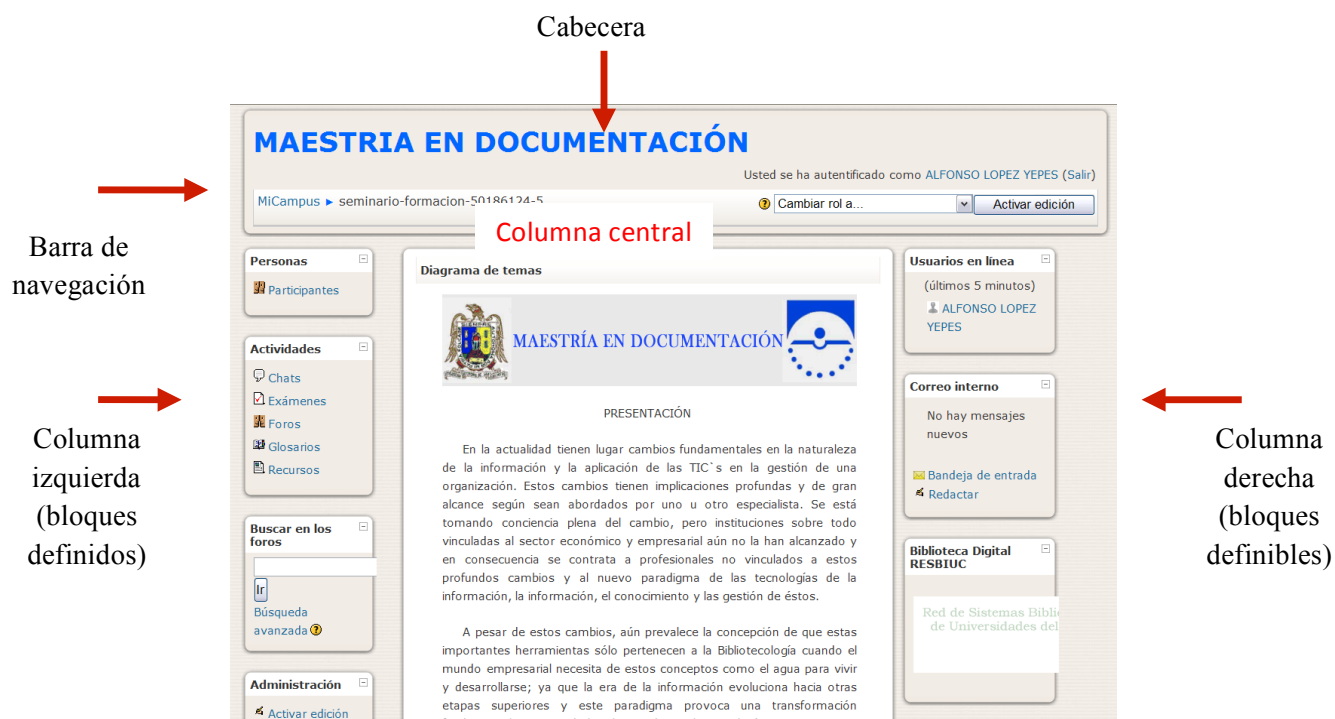 Cabecera
MAESTRIA EN DOCUMENTACIÓN
Usted se ha autentificado como ALFONSO LOPEZ YEPES (Salir)
MiCampus ► seminario-formacion-50186124-5
Cambiar rol a...
Activar edición
Barra de
navegación
Columna central
Personas
Participantes
Actividades
Chats
Exámenes
Foros
Glosarios
Recursos
Columna
izquierda
(bloques
definidos)
Buscar en los
foros
Ir
Búsqueda
avanzada
Administración
Activar edición
Diagrama de temas
MAESTRÍA EN DOCUMENTACIÓN
PRESENTACIÓN
En la actualidad tienen lugar cambios fundamentales en la naturaleza
de la información y la aplicación de las TIC`s en la gestión de una
organización. Estos cambios tienen implicaciones profundas y de gran
alcance según sean abordados por uno u otro especialista. Se está
tomando conciencia plena del cambio, pero instituciones sobre todo
vinculadas al sector económico y empresarial aún no la han alcanzado y
en consecuencia se contrata a profesionales no vinculados a estos
profundos cambios y al nuevo paradigma de las tecnologías de la
información, la información, el conocimiento y las gestión de éstos.
A pesar de estos cambios, aún prevalece la concepción de que estas
importantes herramientas sólo pertenecen a la Bibliotecología cuando el
mundo empresarial necesita de estos conceptos como el agua para vivir
y desarrollarse; ya que la era de la información evoluciona hacia otras
etapas superiores y este paradigma provoca una transformación
Usuarios en línea
(últimos 5 minutos)
ALFONSO LOPEZ
YEPES
Correo interno
No hay mensajes
nuevos
Bandeja de entrada
Redactar
Biblioteca Digital
RESBIUC
Red de Sistemas Biblio
de Universidades del
Columna
derecha
(bloques
definibles)